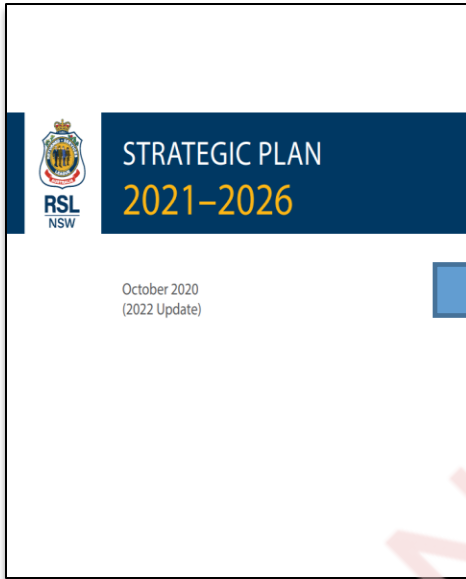 STRATEGIC PLAN
2021–2026
RSL
NSW
October 2020
(2022 Update)